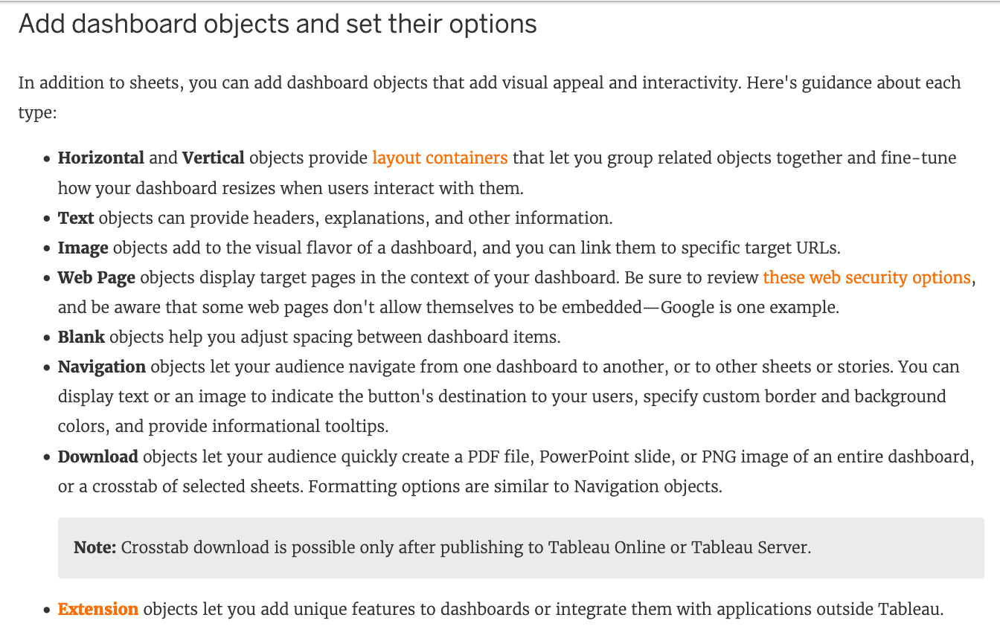 Add dashboard objects and set their options
In addition to sheets, you can add dashboard objects that add visual appeal and interactivity. Here's guidance about each
type:
• Horizontal and Vertical objects provide layout containers that let you group related objects together and fine-tune
how your dashboard resizes when users interact with them.
• Text objects can provide headers, explanations, and other information.
• Image objects add to the visual flavor of a dashboard, and you can link them to specific target URLs.
• Web Page objects display target pages in the context of your dashboard. Be sure to review these web security options,
and be aware that some web pages don't allow themselves to be embedded—Google is one example.
• Blank objects help you adjust spacing between dashboard items.
• Navigation objects let your audience navigate from one dashboard to another, or to other sheets or stories. You can
display text or an image to indicate the button's destination to your users, specify custom border and background
colors, and provide informational tooltips.
• Download objects let your audience quickly create a PDF file, PowerPoint slide, or PNG image of an entire dashboard,
or a crosstab of selected sheets. Formatting options are similar to Navigation objects.
Note: Crosstab download is possible only after publishing to Tableau Online or Tableau Server.
• Extension objects let you add unique features to dashboards or integrate them with applications outside Tableau.